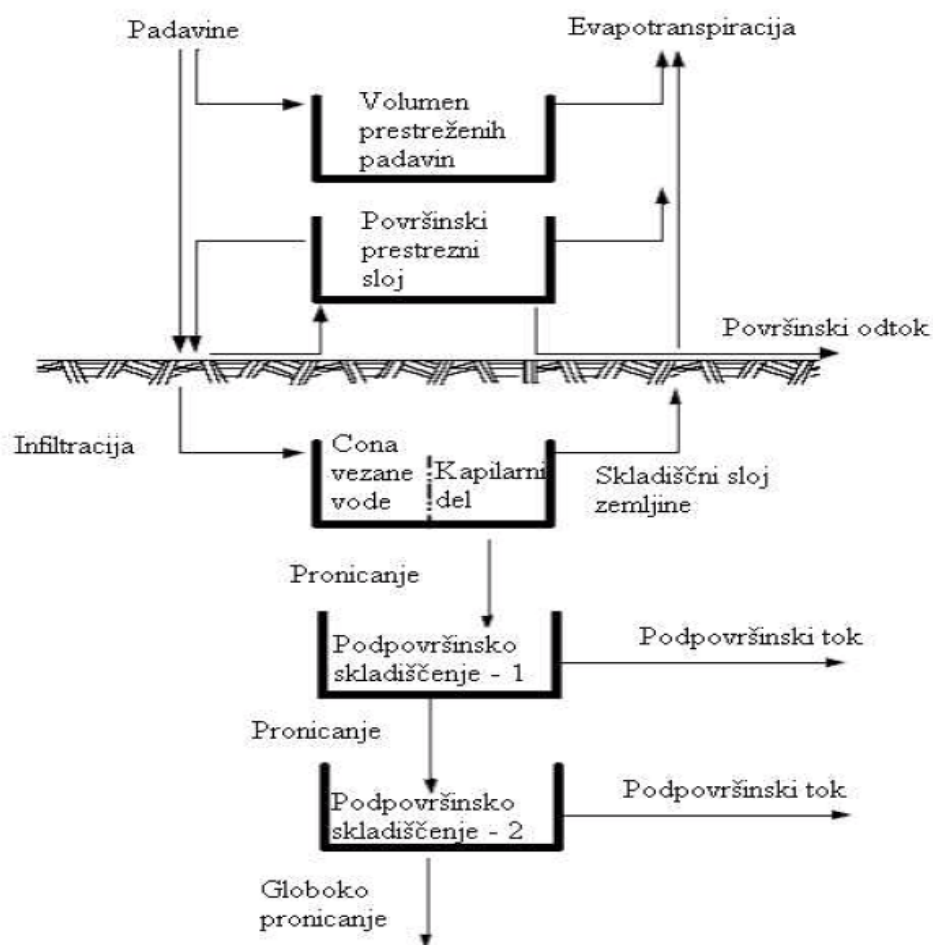 Padavine
Evapotranspiracija
Volumen
prestreženih
padavin
Površinski
prestrezni
sloj
Površinski odtok
Infiltracija
Cona
vezane
vode
Kapilarni
del
Skladiščni sloj
zemljine
Pronicanje
Podpovršinsko
skladiščenje - 1
Podpovršinski tok
Pronicanje
Podpovršinsko
skladiščenje - 2
Podpovršinski tok
Globoko
pronicanje